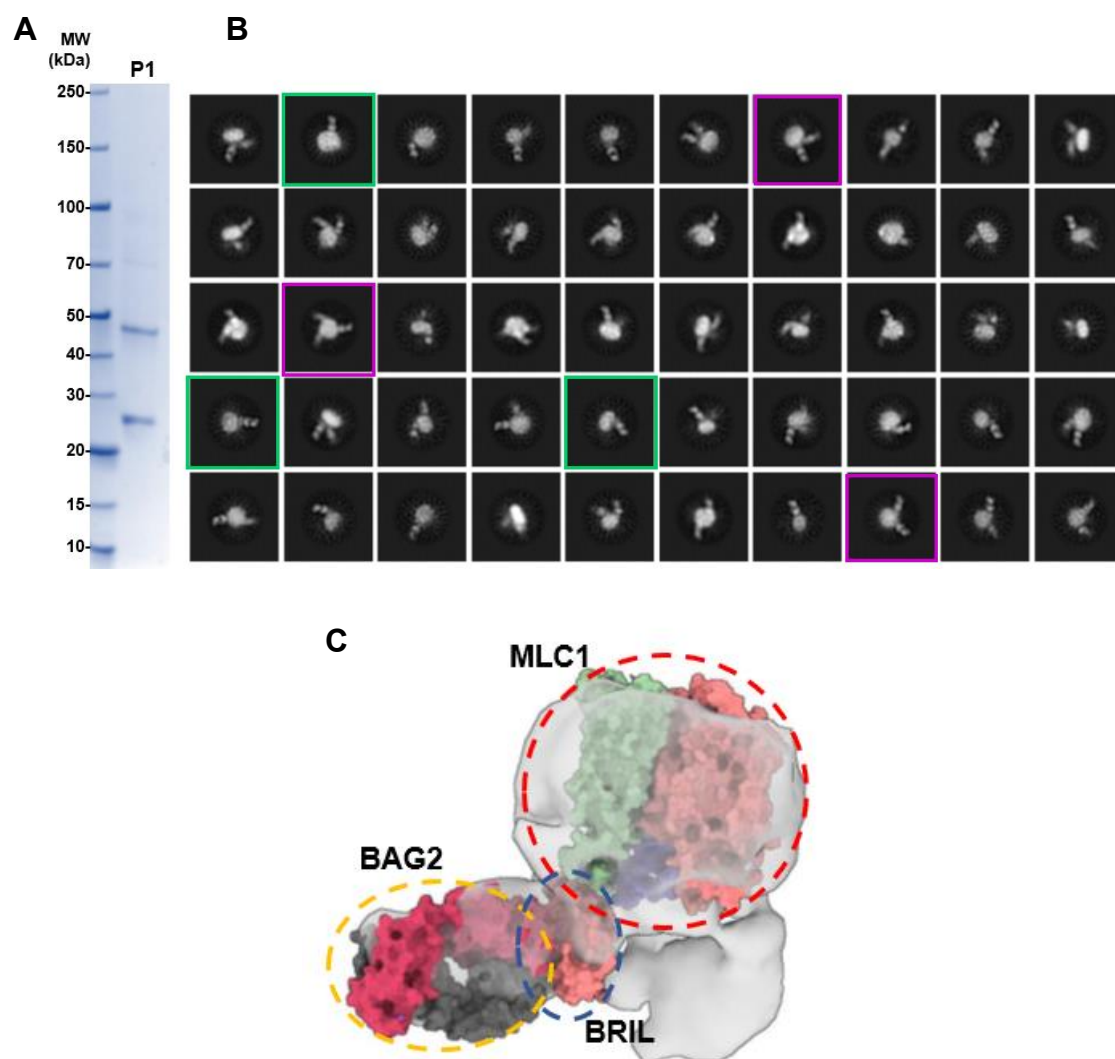 A
B
MW
(kDa)
P1
250-
150-
100-
70-
50-
40-
30-
20-
15-
10-
C
MLC1
BAG2
BRIL